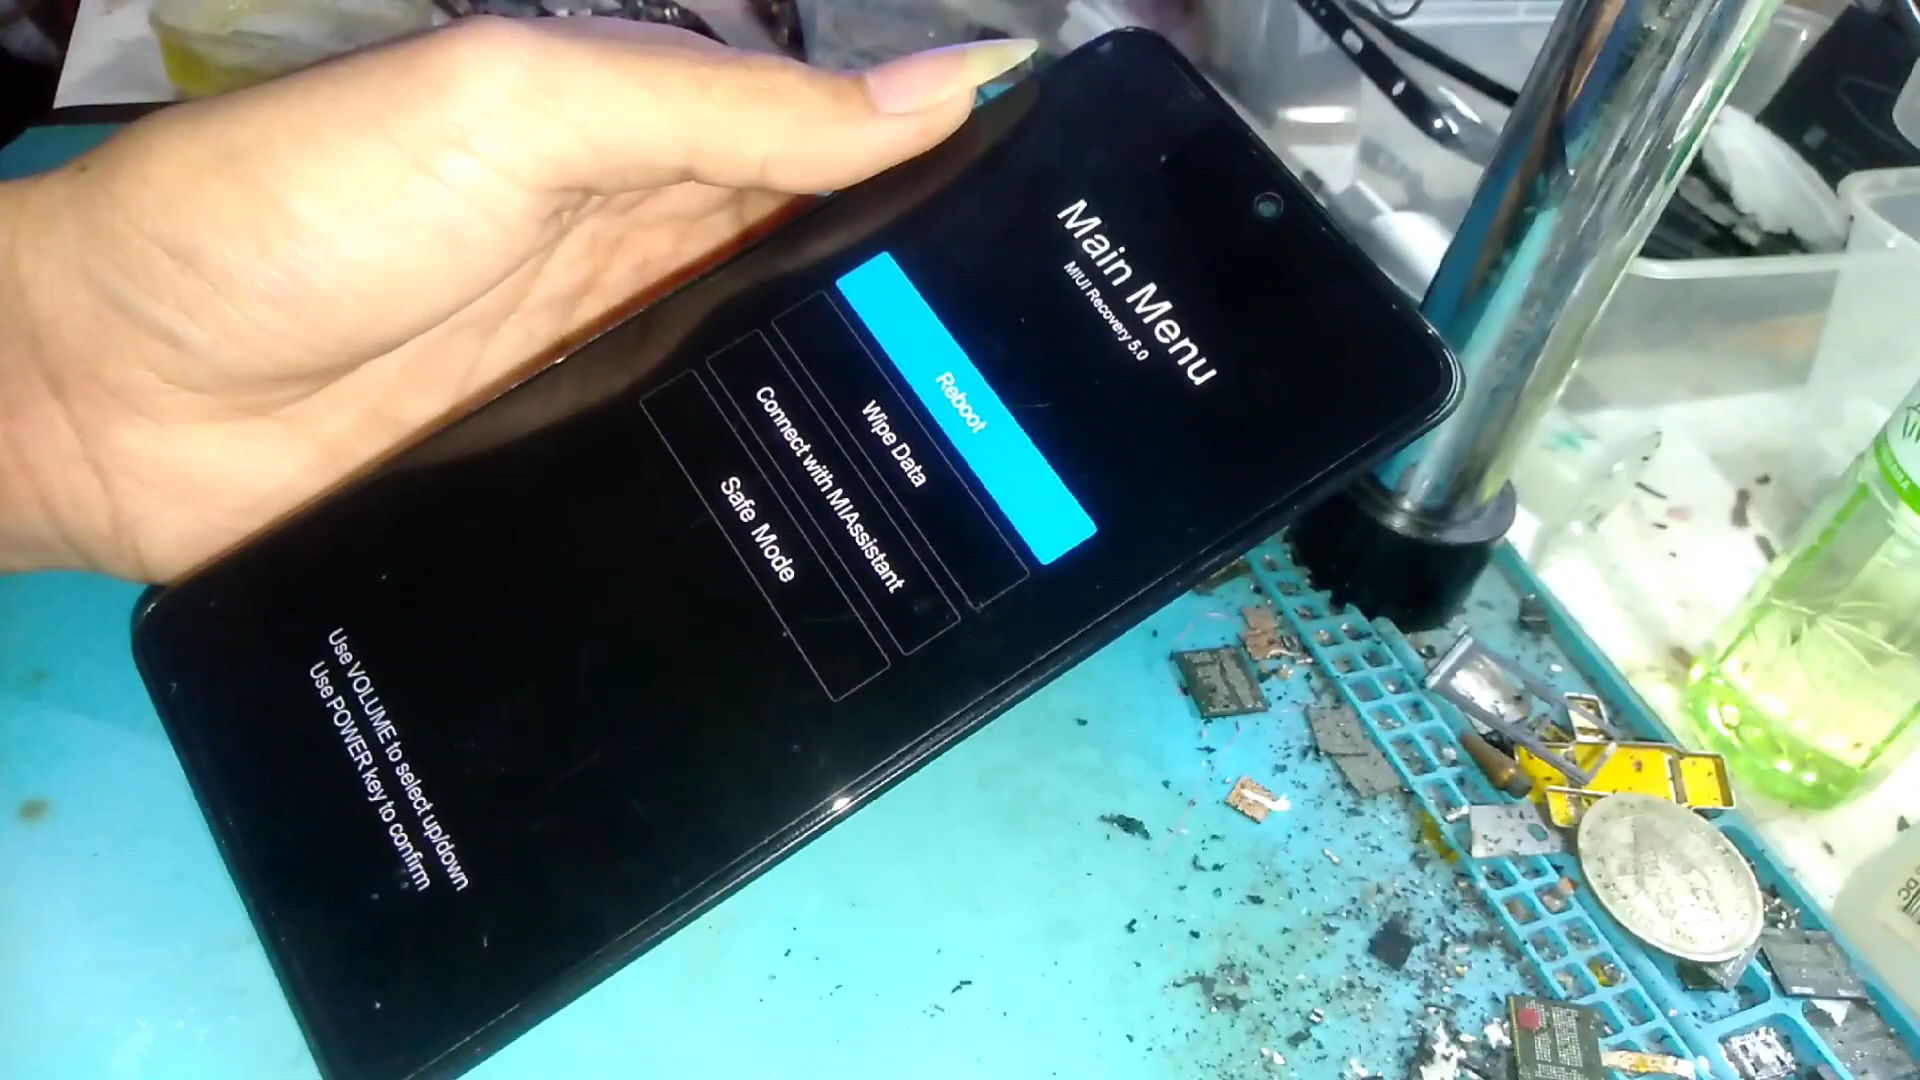 Main Menu
MIUI Recovery 5.0
Reboot
Wipe Data
Connect with MIAssistant
Safe Mode
Use VOLUME to select up/down
Use POWER key to confirm